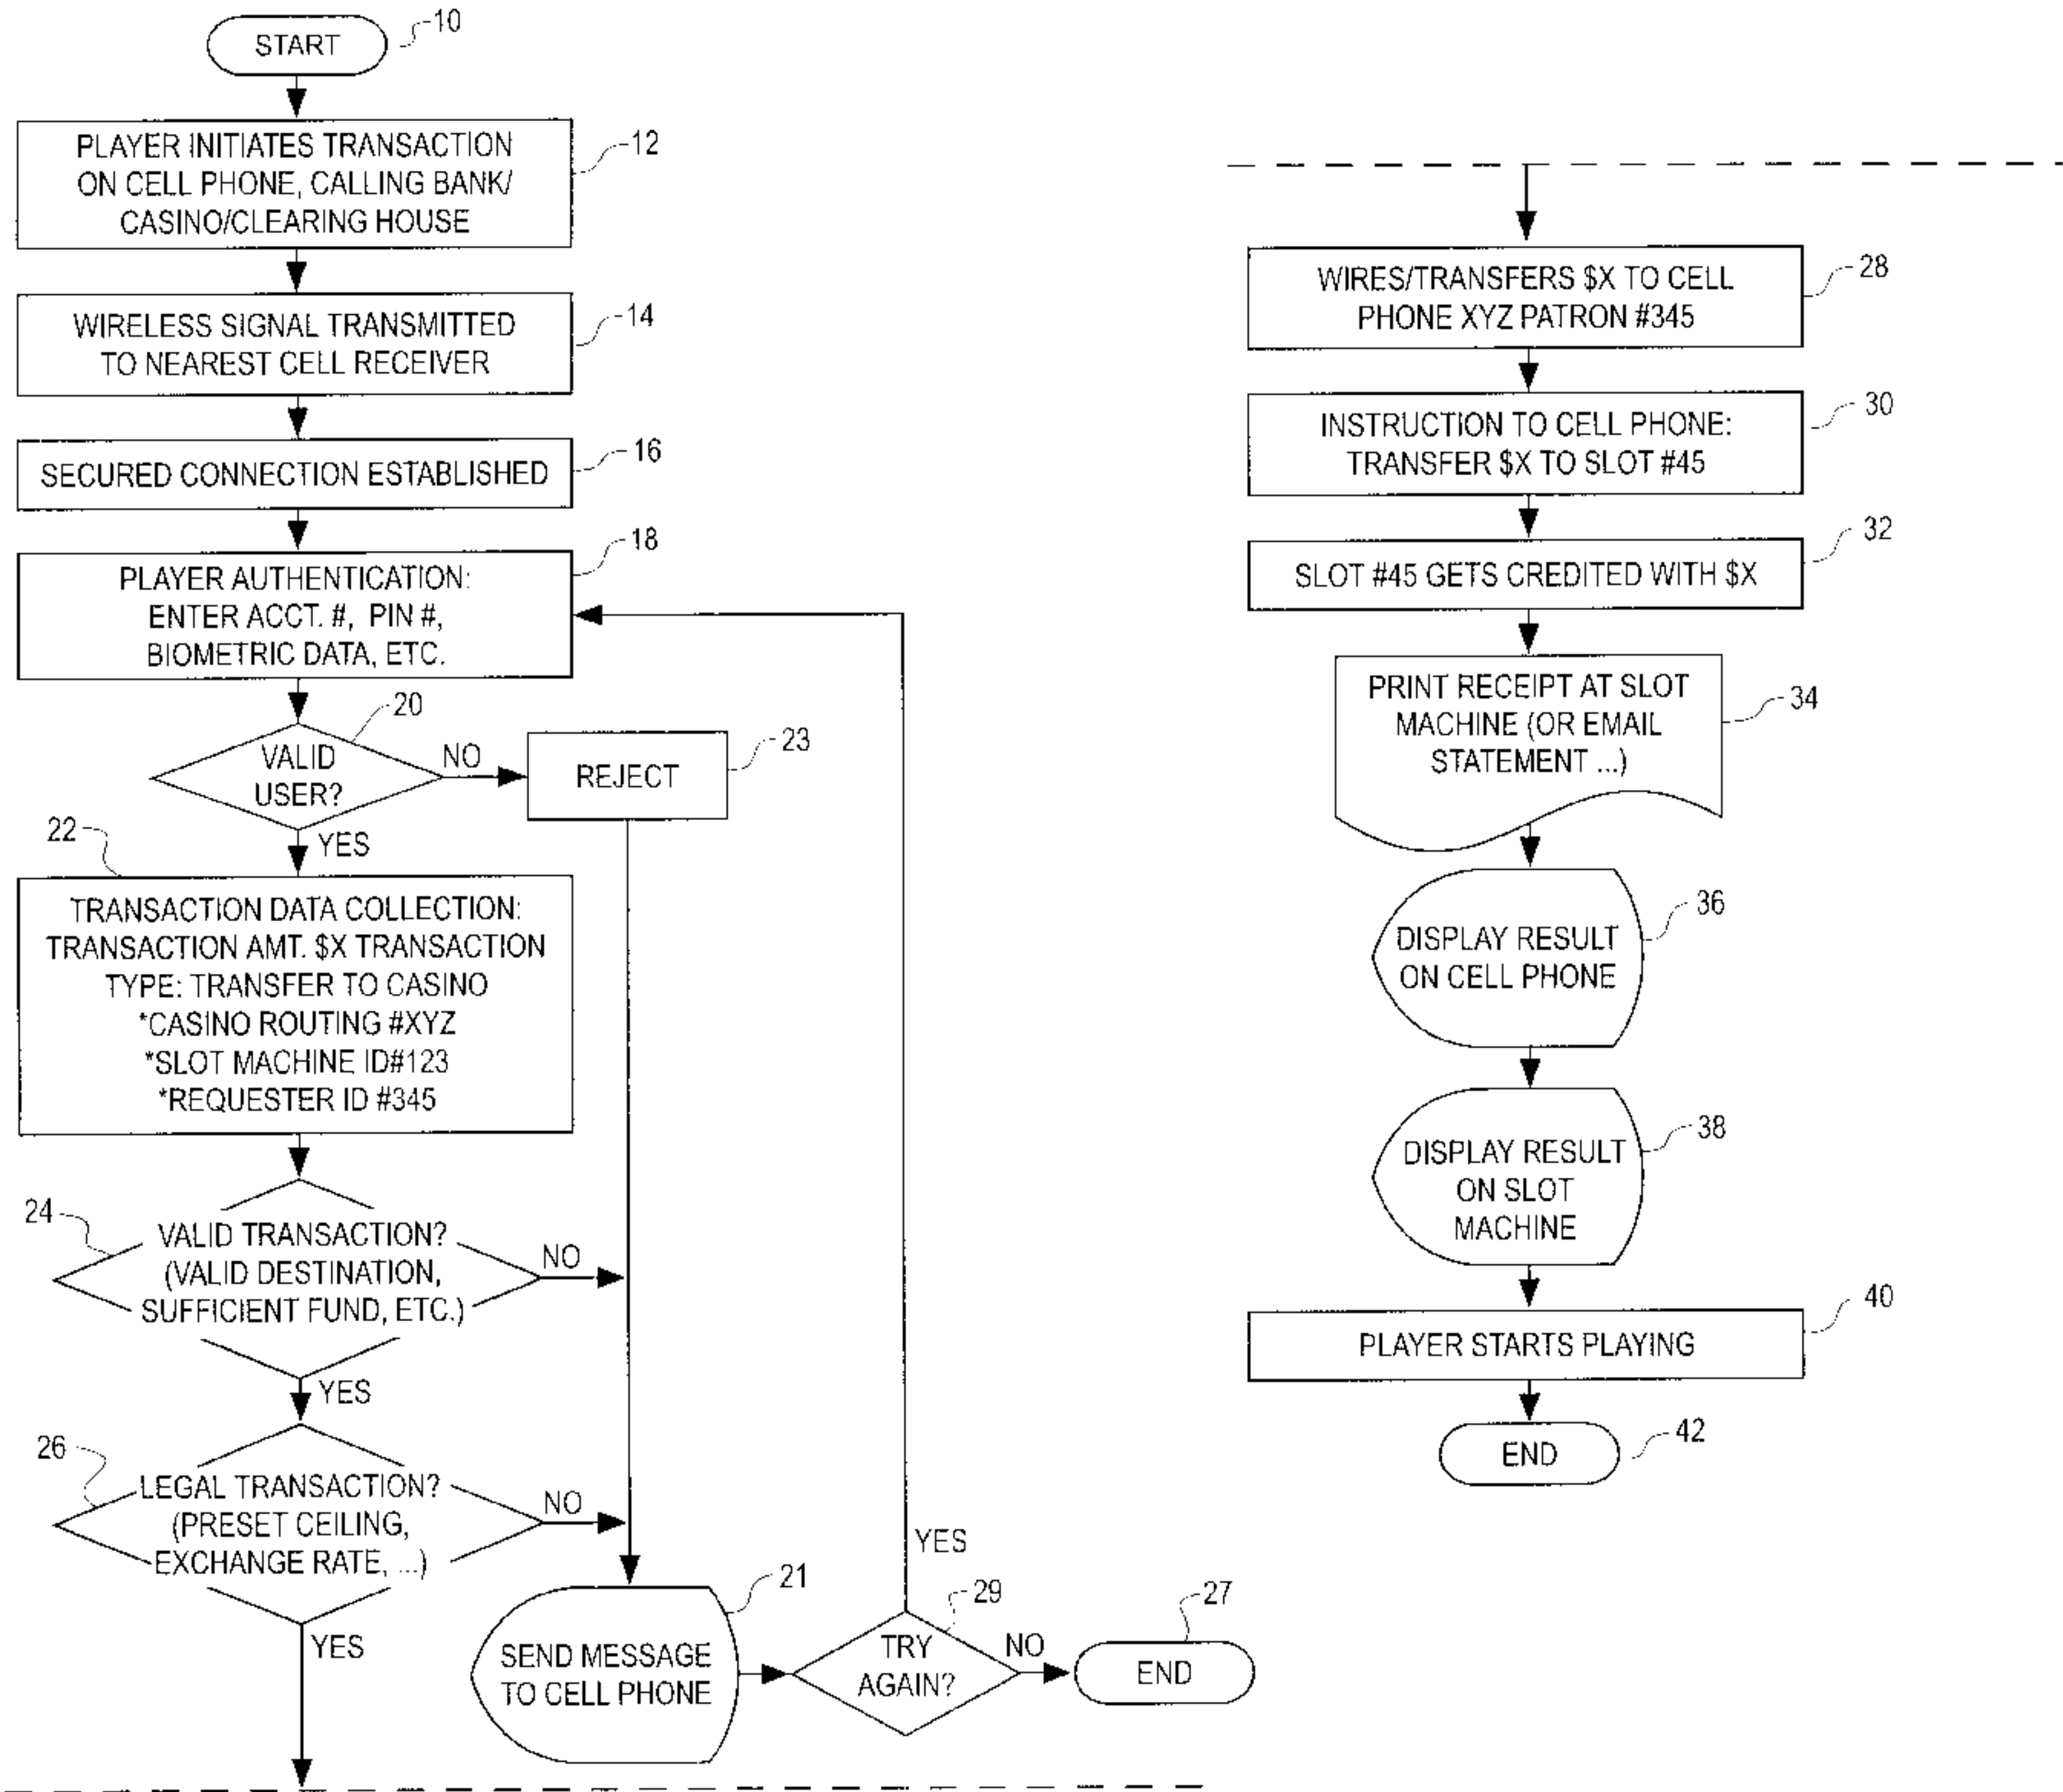 START
10
PLAYER INITIATES TRANSACTION
ON CELL PHONE, CALLING BANK/
CASINO/CLEARING HOUSE
12
WIRELESS SIGNAL TRANSMITTED
TO NEAREST CELL RECEIVER
14
SECURED CONNECTION ESTABLISHED
16
PLAYER AUTHENTICATION:
ENTER ACCT. #, PIN #,
BIOMETRIC DATA, ETC.
18
VALID
USER?
20
NO
REJECT
23
YES
22
TRANSACTION DATA COLLECTION:
TRANSACTION AMT. $X TRANSACTION
TYPE: TRANSFER TO CASINO
*CASINO ROUTING #XYZ
*SLOT MACHINE ID#123
*REQUESTER ID #345
24
VALID TRANSACTION?
(VALID DESTINATION,
SUFFICIENT FUND, ETC.)
NO
YES
26
LEGAL TRANSACTION?
(PRESET CEILING,
EXCHANGE RATE, ...)
NO
YES
SEND MESSAGE
TO CELL PHONE
21
TRY
AGAIN?
29
YES
NO
END
27
WIRES/TRANSFERS $X TO CELL
PHONE XYZ PATRON #345
28
INSTRUCTION TO CELL PHONE:
TRANSFER $X TO SLOT #45
30
SLOT #45 GETS CREDITED WITH $X
32
PRINT RECEIPT AT SLOT
MACHINE (OR EMAIL
STATEMENT ...)
34
DISPLAY RESULT
ON CELL PHONE
36
DISPLAY RESULT
ON SLOT
MACHINE
38
PLAYER STARTS PLAYING
40
END
42